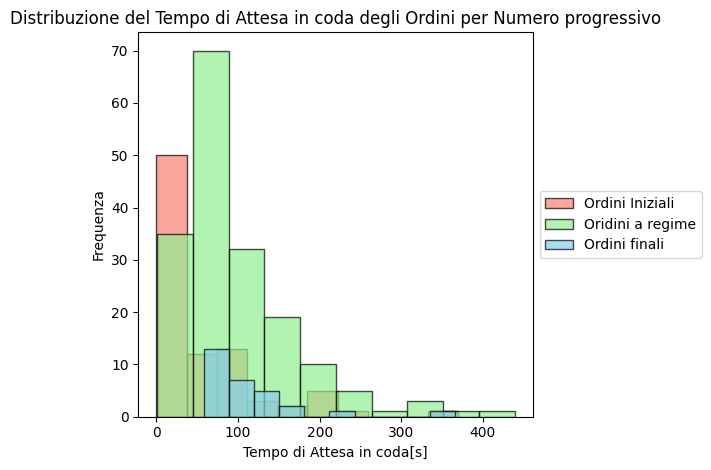 Distribuzione del Tempo di Attesa in coda degli Ordini per Numero progressivo
70
60
50
40
30
20
10
0
Frequenza
0 100 200 300 400
Tempo di Attesa in coda[s]
Ordini Iniziali
Oridini a regime
Ordini finali